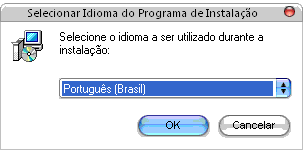 Selecionar Idioma do Programa de Instalação
Selecione o idioma a ser utilizado durante a
instalação:
Português (Brasil)
OK
Cancelar